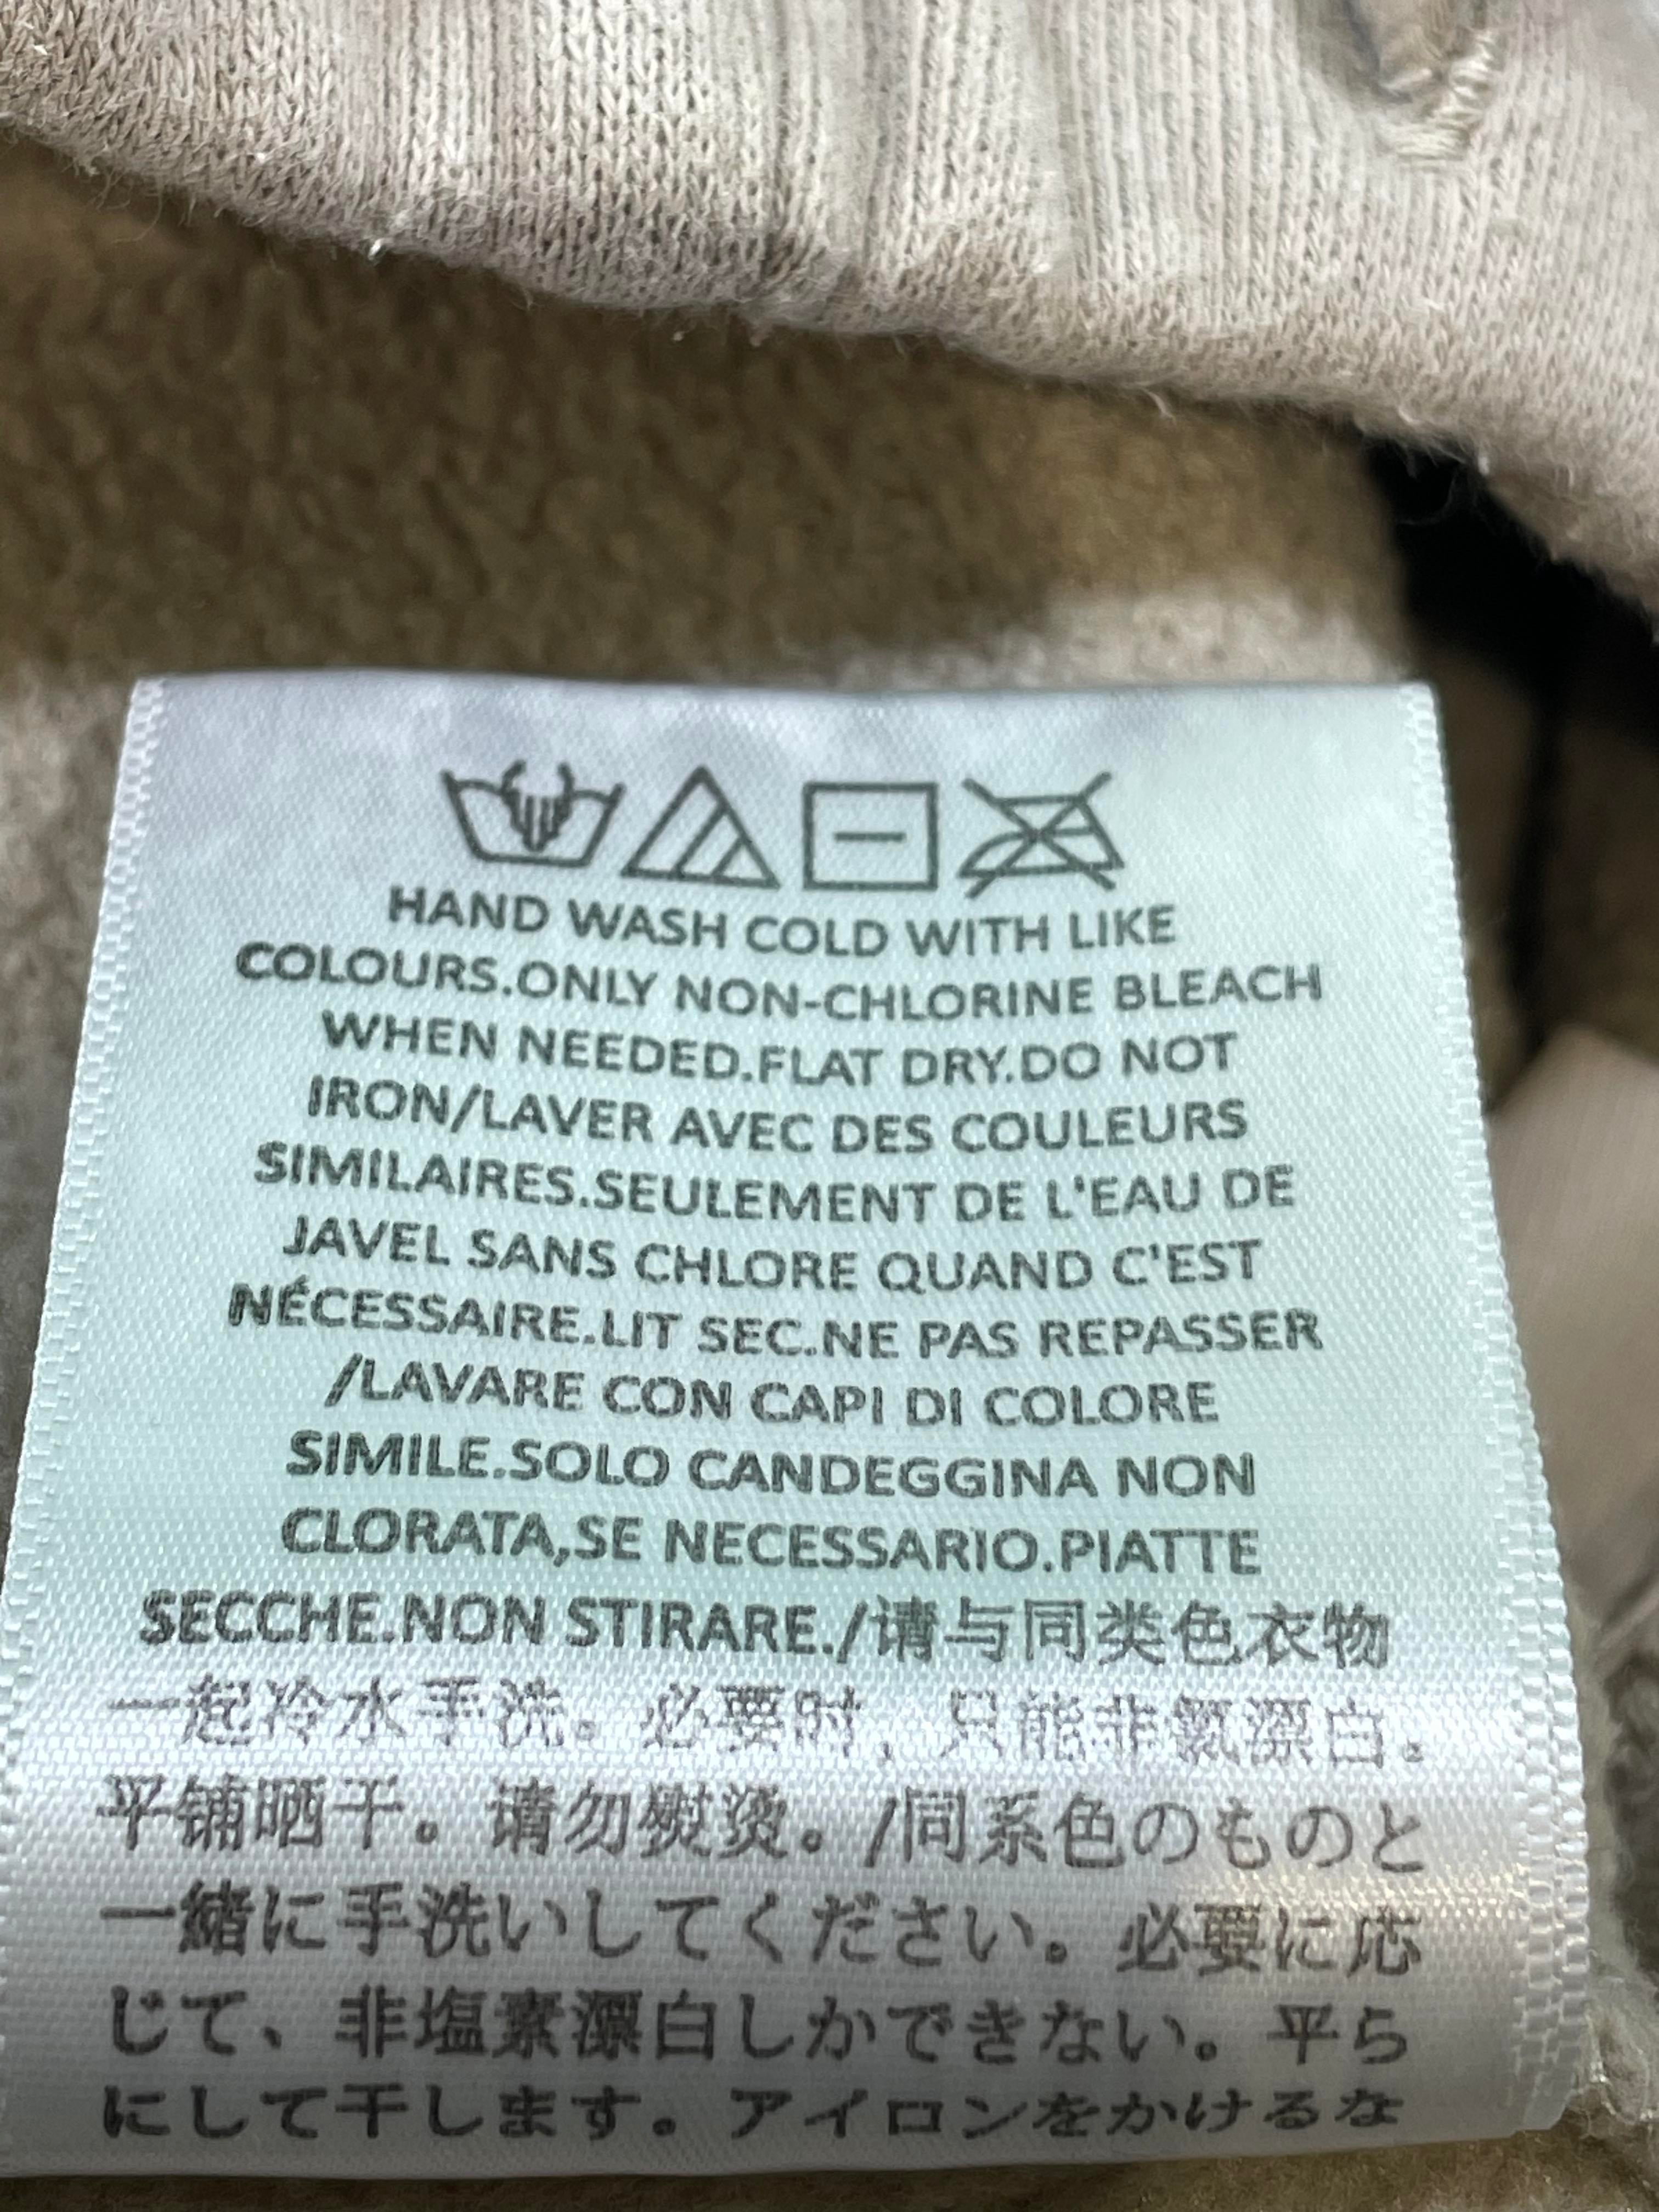 HAND WASH COLD WITH LIKE
COLOURS.ONLY NON-CHLORINE BLEACH
WHEN NEEDED.FLAT DRY.DO NOT
IRON/LAVER AVEC DES COULEURS
SIMILAIRES.SEULEMENT DE L'EAU DE
JAVEL SANS CHLORE QUAND C'EST
NÉCESSAIRE.LIT SEC.NE PAS REPASSER
/LAVARE CON CAPI DI COLORE
SIMILE.SOLO CANDEGGINA NON
CLORATA,SE NECESSARIO.PIATTE
SECCHE.NON STIRARE./请与同类色衣物
一起冷水手洗。必要时，只能非氯漂白。
平铺晒干。请勿熨烫。/同系色のものと
一緒に手洗いしてください。必要に応
じて、非塩素漂白しかできない。平ら
にして干します。アイロンをかけるな